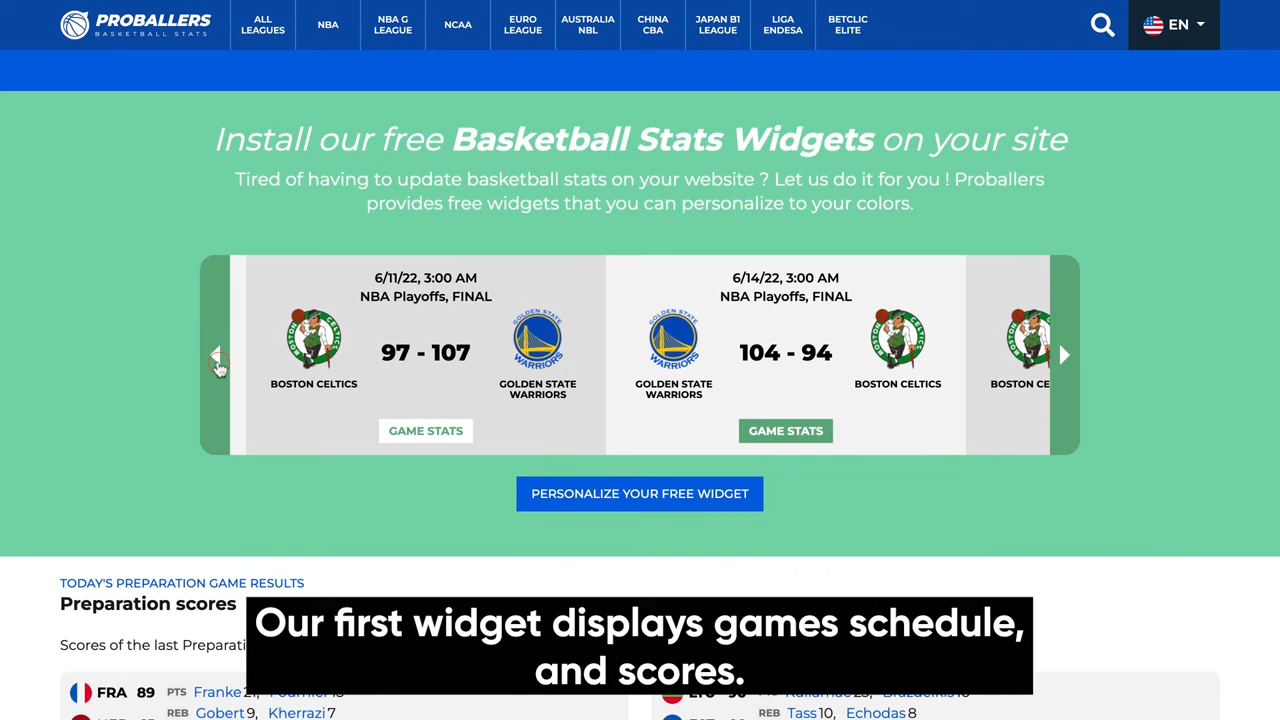 PROBALLERS
BASKETBALL STATS
ALL LEAGUES
NBA
NBA G LEAGUE
NCAA
EURO LEAGUE
AUSTRALIA NBL
CHINA CBA
JAPAN B1 LEAGUE
LIGA ENDESA
BETCLIC ELITE
EN
Install our free Basketball Stats Widgets on your site
Tired of having to update basketball stats on your website ? Let us do it for you ! Proballers
provides free widgets that you can personalize to your colors.
6/11/22, 3:00 AM
NBA Playoffs, FINAL
97 - 107
BOSTON CELTICS
GOLDEN STATE
WARRIORS
GAME STATS
6/14/22, 3:00 AM
NBA Playoffs, FINAL
104 - 94
GOLDEN STATE
WARRIORS
BOSTON CELTICS
GAME STATS
BOSTON CE
PERSONALIZE YOUR FREE WIDGET
TODAY'S PREPARATION GAME RESULTS
Preparation scores
Scores of the last Preparati
Our first widget displays games schedule,
and scores.
FRA 89 PTS Franke
REB Gobert 9, Kherrazi 7
REB Tass 10, Echodas 8